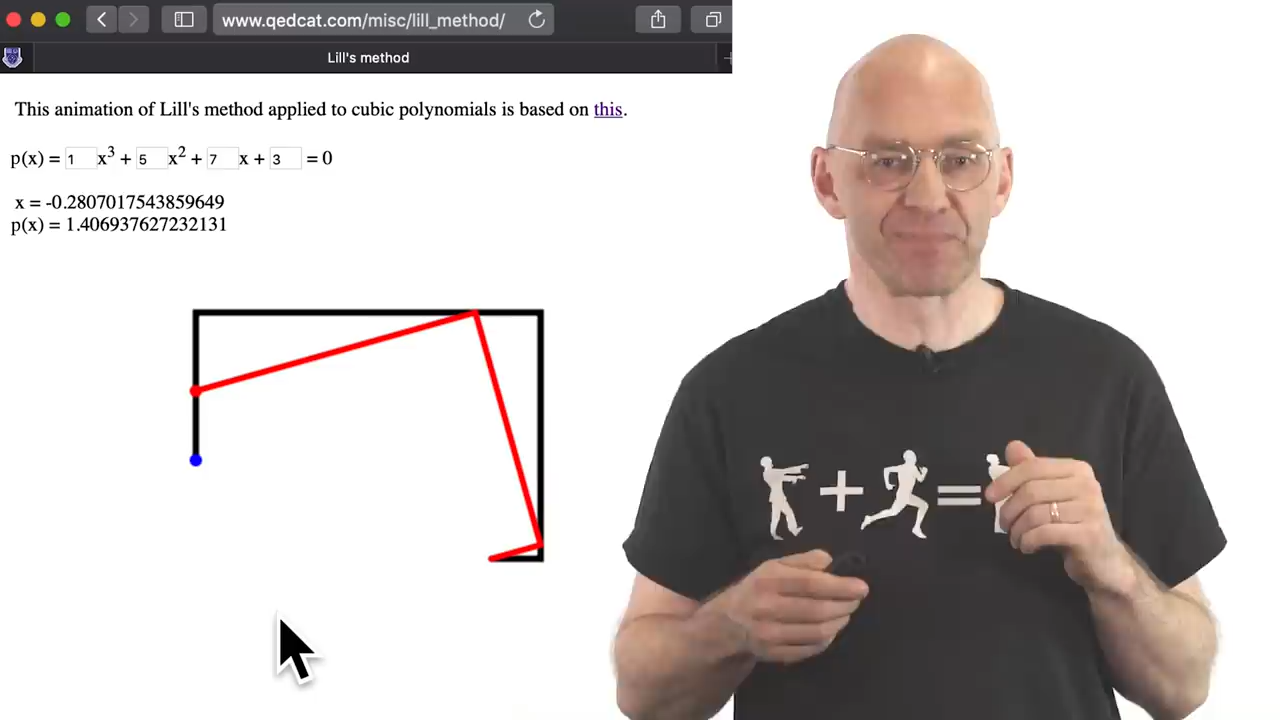 www.qedcat.com/misc/lill_method/
Lill's method
This animation of Lill's method applied to cubic polynomials is based on this.
p(x) = 1 x³ + 5 x² + 7 x + 3 = 0
x = -0.2807017543859649
p(x) = 1.406937627232131
+ =